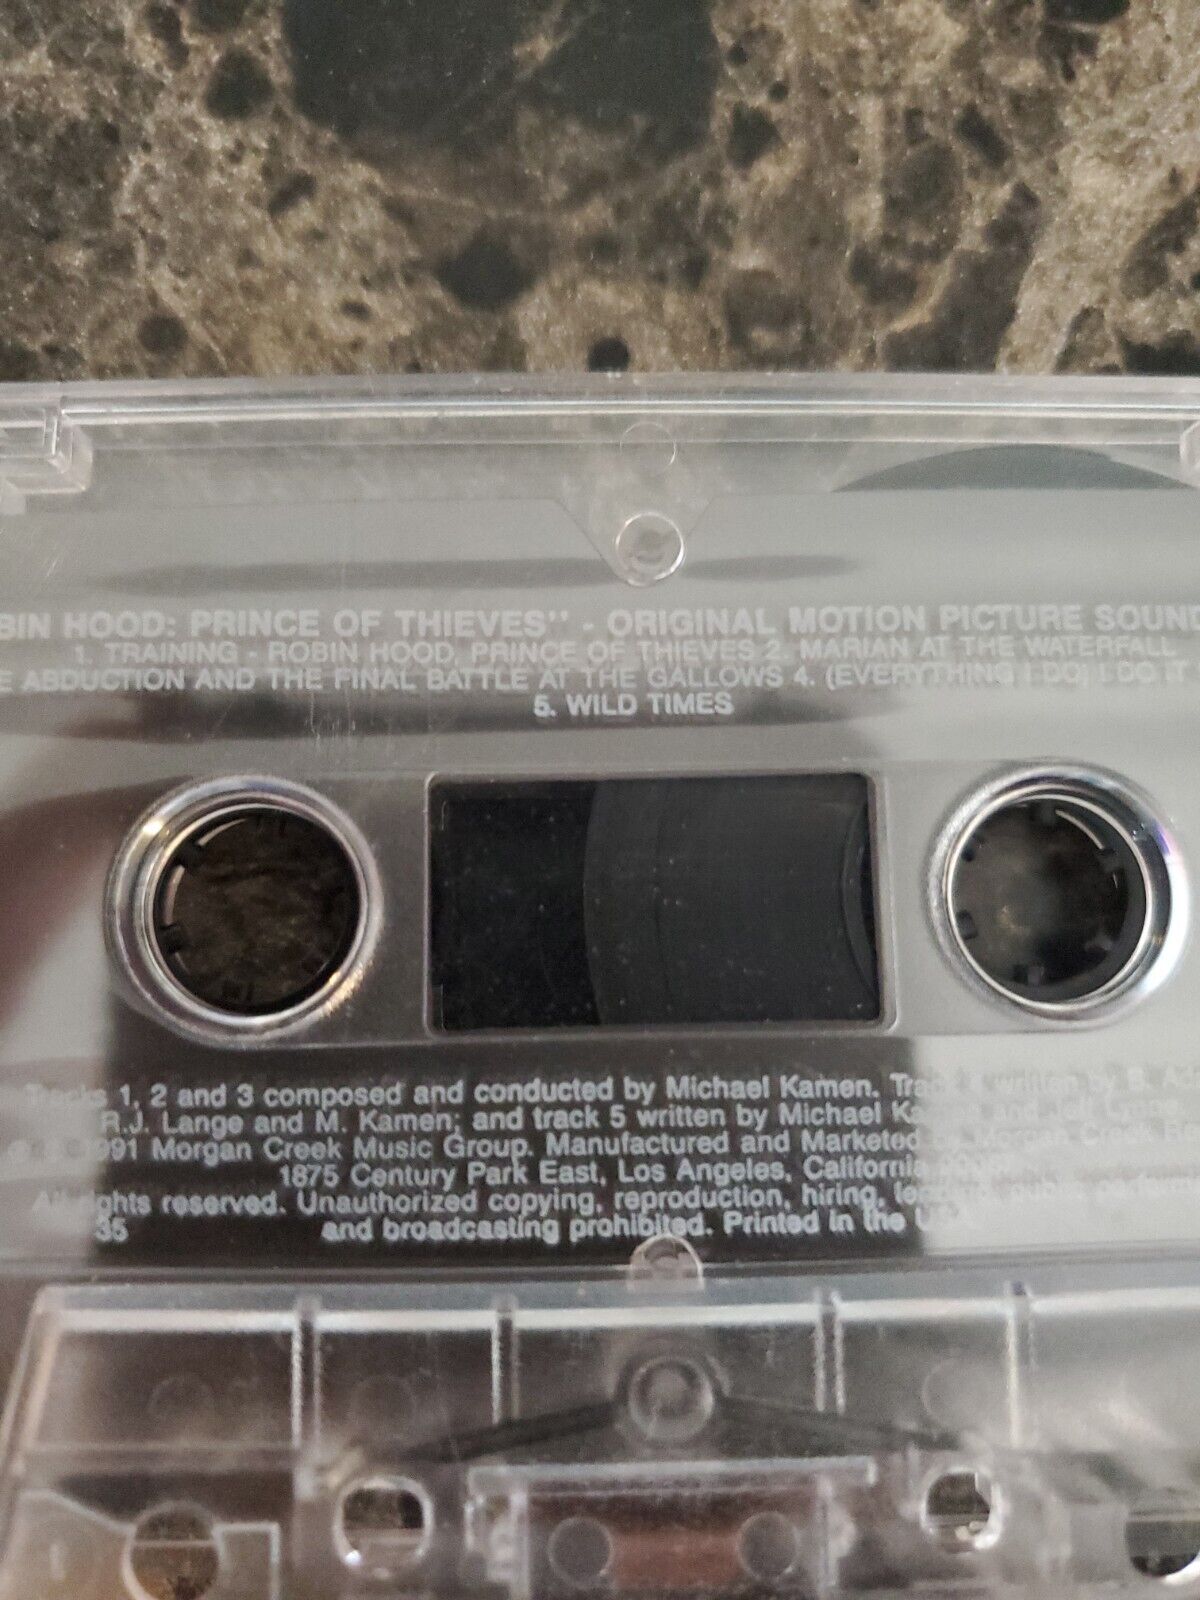 BIN HOOD: PRINCE OF THIEVES" - ORIGINAL MOTION PICTURE SOUN
1. TRAINING - ROBIN HOOD, PRINCE OF THIEVES 2. MARIAN AT THE WATERFALL
E ABDUCTION AND THE FINAL BATTLE AT THE GALLOWS 4. (EVERYTHING I DO) I DO IT
5. WILD TIMES
Tracks 1, 2 and 3 composed and conducted by Michael Kamen. Track written by
R.J. Lange and M. Kamen; and track 5 written by Michael and
1991 Morgan Creek Music Group. Manufactured and Marketed Morgan Creek
1875 Century Park East, Los Angeles, California
All rights reserved. Unauthorized copying, reproduction, hiring,
35 and broadcasting prohibited. Printed in the